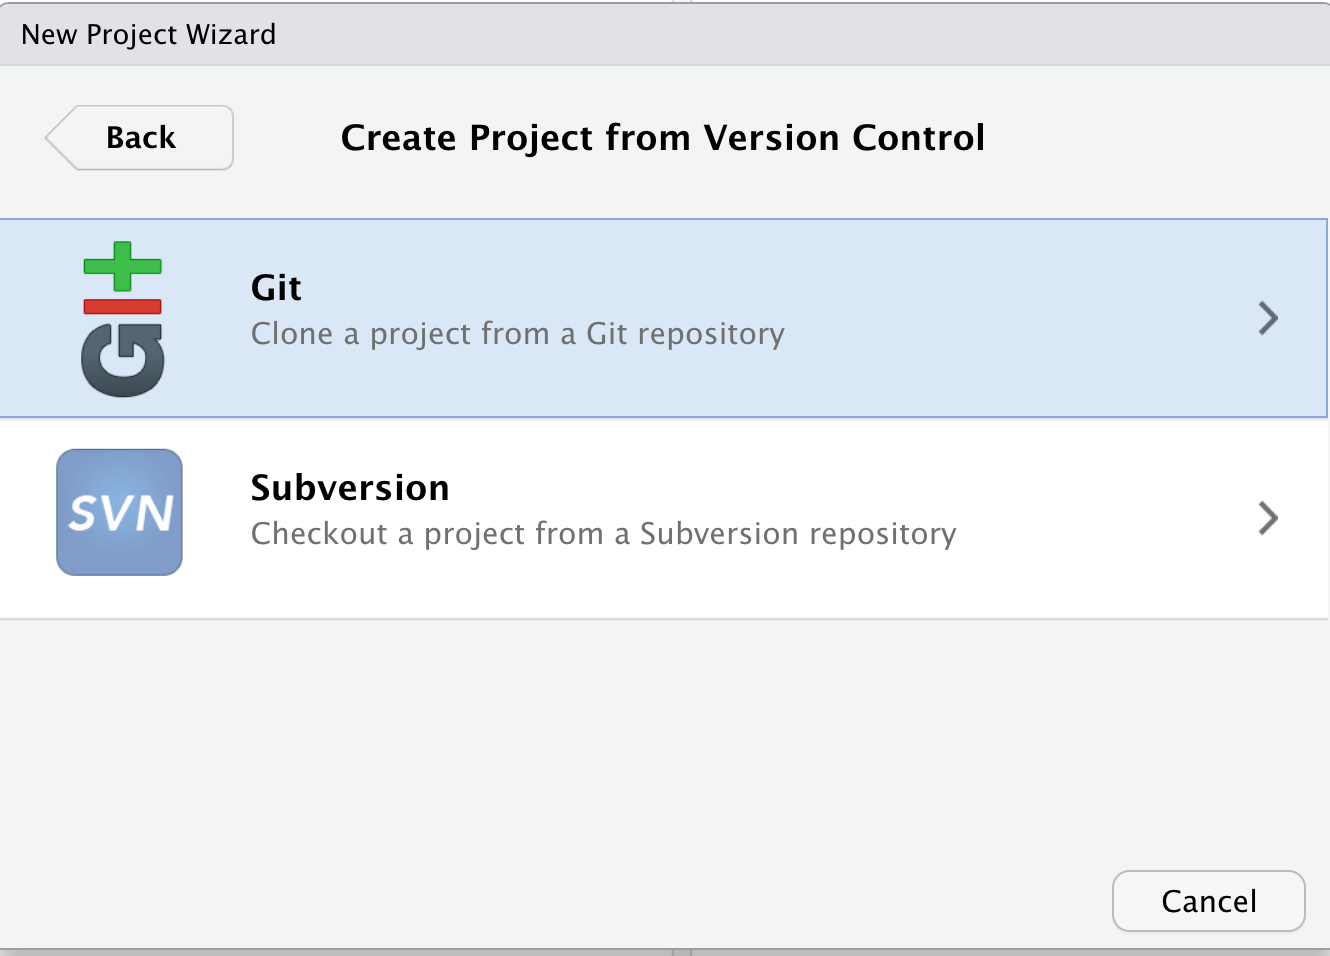 New Project Wizard
Back
Create Project from Version Control
Git
Git
Clone a project from a Git repository
SVN
Subversion
Checkout a project from a Subversion repository
Cancel